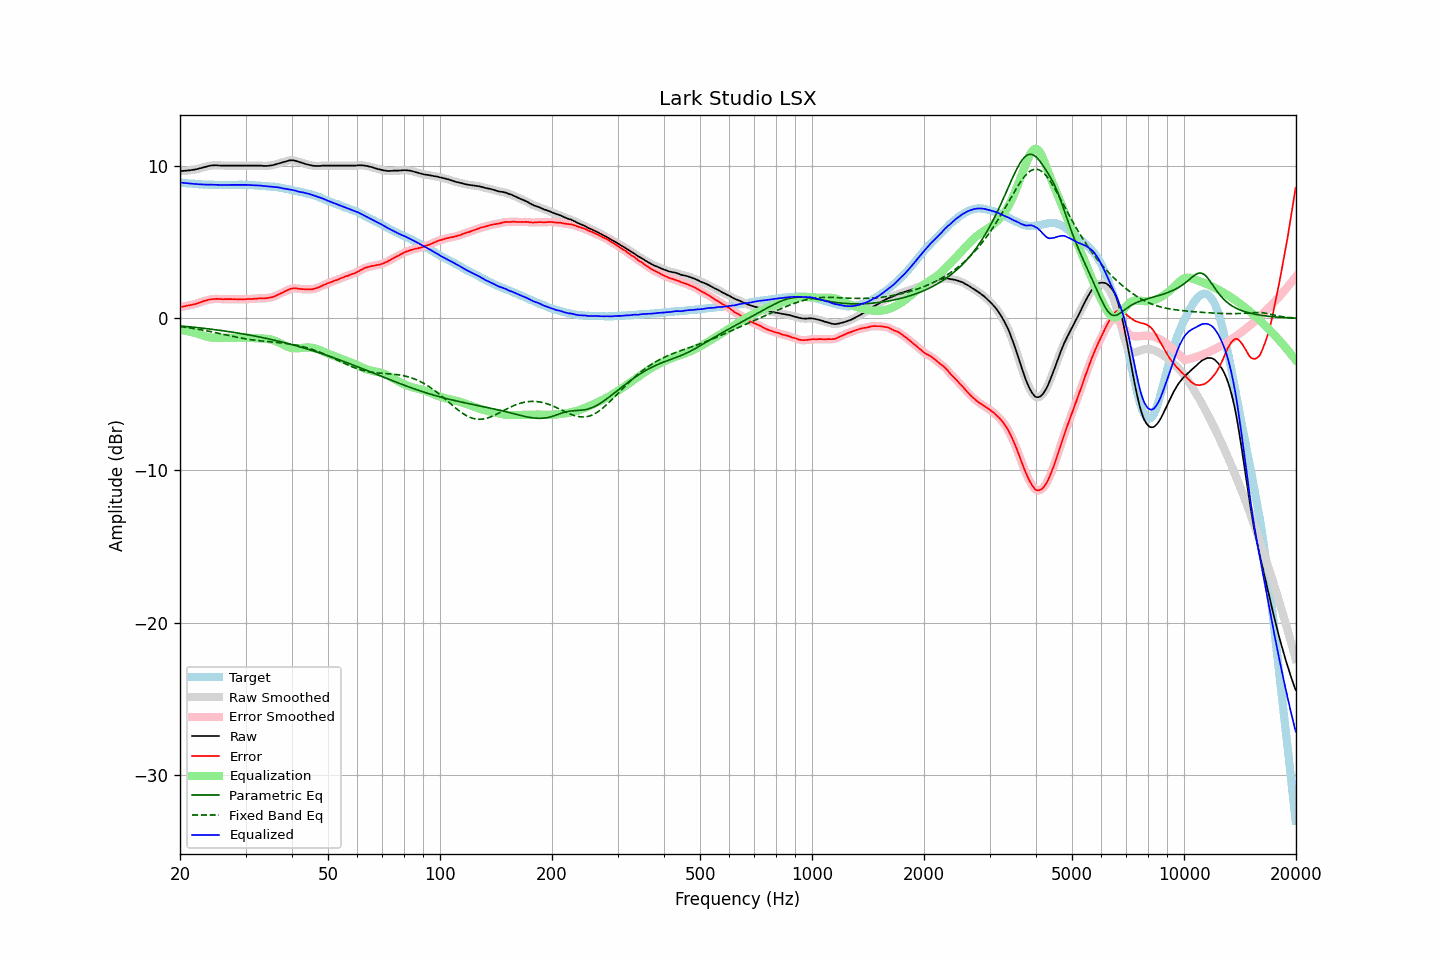 Lark Studio LSX
10
0
−10
−20
−30
Amplitude (dBr)
Target
Raw Smoothed
Error Smoothed
Raw
Error
Equalization
Parametric Eq
Fixed Band Eq
Equalized
20 50 100 200 500 1000 2000 5000 10000 20000
Frequency (Hz)